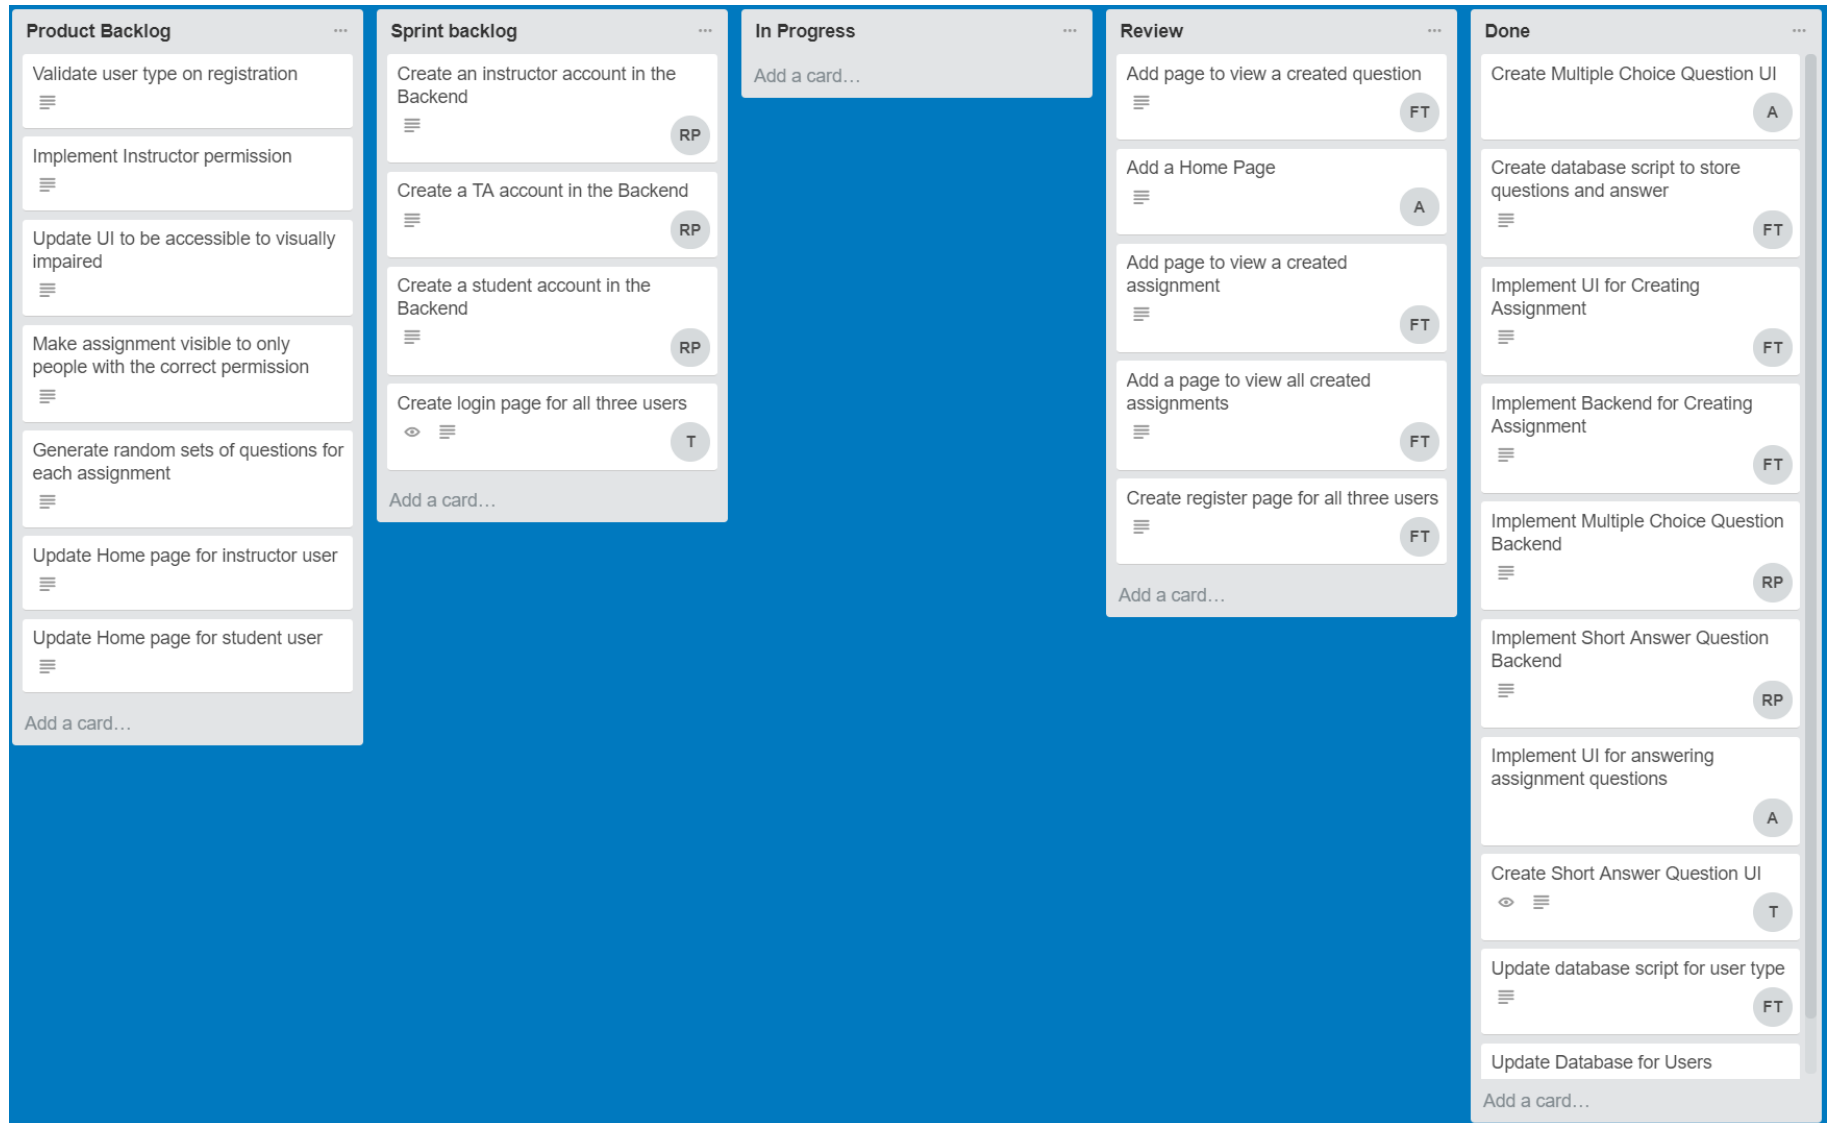 Product Backlog
Validate user type on registration
Implement Instructor permission
Update UI to be accessible to visually
impaired
Make assignment visible to only
people with the correct permission
Generate random sets of questions for
each assignment
Update Home page for instructor user
Update Home page for student user
Add a card…
Sprint backlog
Create an instructor account in the
Backend
RP
Create a TA account in the Backend
RP
Create a student account in the
Backend
RP
Create login page for all three users
T
Add a card…
In Progress
Add a card…
Review
Add page to view a created question
FT
Add a Home Page
A
Add page to view a created
assignment
FT
Add a page to view all created
assignments
FT
Create register page for all three users
FT
Add a card…
Done
Create Multiple Choice Question UI
A
Create database script to store
questions and answer
FT
Implement UI for Creating
Assignment
FT
Implement Backend for Creating
Assignment
FT
Implement Multiple Choice Question
Backend
RP
Implement Short Answer Question
Backend
RP
Implement UI for answering
assignment questions
A
Create Short Answer Question UI
T
Update database script for user type
FT
Update Database for Users
Add a card…